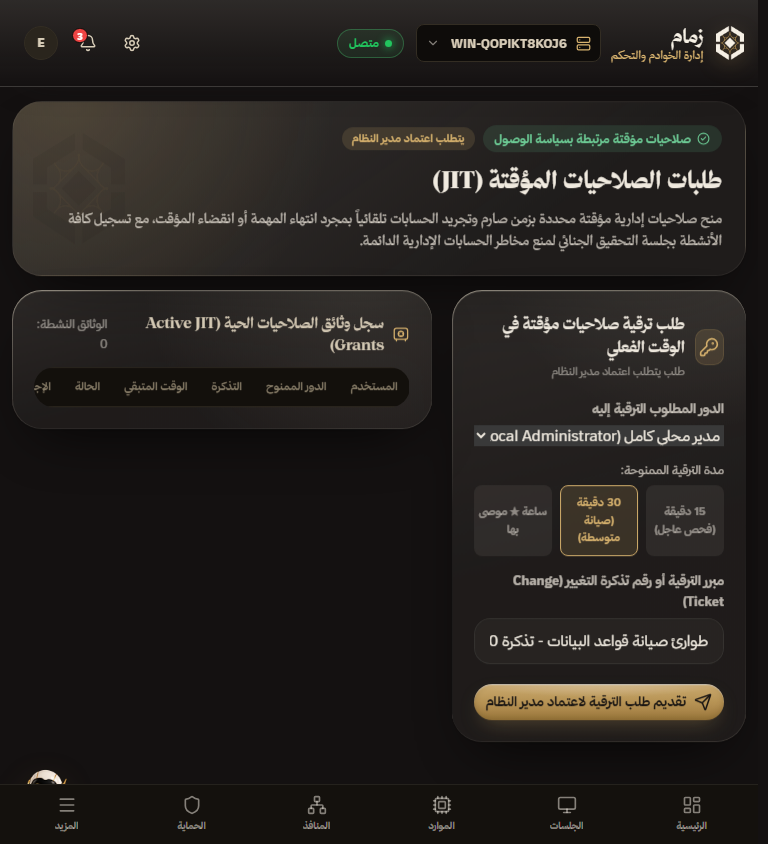 زمام
إدارة الخوادم والتحكم
WIN-QOPIKT8KOJ6
متصل
3
E
صلاحيات مؤقتة مرتبطة بسياسة الوصول
يتطلب اعتماد مدير النظام
طلبات الصلاحيات المؤقتة (JIT)
منح صلاحيات إدارية مؤقتة محددة بزمن صارم وتجريد الحسابات تلقائياً بمجرد انتهاء المهمة أو انقضاء المؤقت، مع تسجيل كافة
الأنشطة بجلسة التحقيق الجنائي لمنع مخاطر الحسابات الإدارية الدائمة.
طلب ترقية صلاحيات مؤقتة في
الوقت الفعلي
طلب يتطلب اعتماد مدير النظام
الدور المطلوب الترقية إليه
مدير محلي كامل (ocal Administrator
مدة الترقية الممنوحة:
15 دقيقة
(فحص عاجل)
30 دقيقة
(صيانة
متوسطة)
ساعة ★ موصى
بها
مبرر الترقية أو رقم تذكرة التغيير (Change
Ticket)
طوارئ صيانة قواعد البيانات - تذكرة 0
تقديم طلب الترقية لاعتماد مدير النظام
سجل وثائق الصلاحيات الحية (Active JIT
Grants)
الوثائق النشطة:
0
المستخدم
الدور الممنوح
التذكرة
الوقت المتبقي
الحالة
الإج
الرئيسية
الجلسات
الموارد
المنافذ
الحماية
المزيد